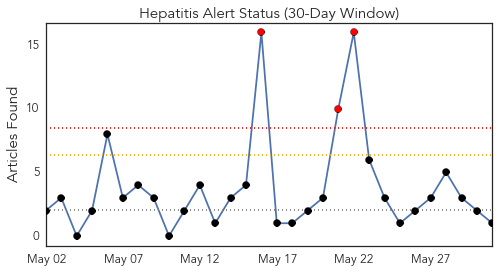 Hepatitis Alert Status (30-Day Window)
Articles Found
15
10
5
0
May 02 May 07 May 12 May 17 May 22 May 27